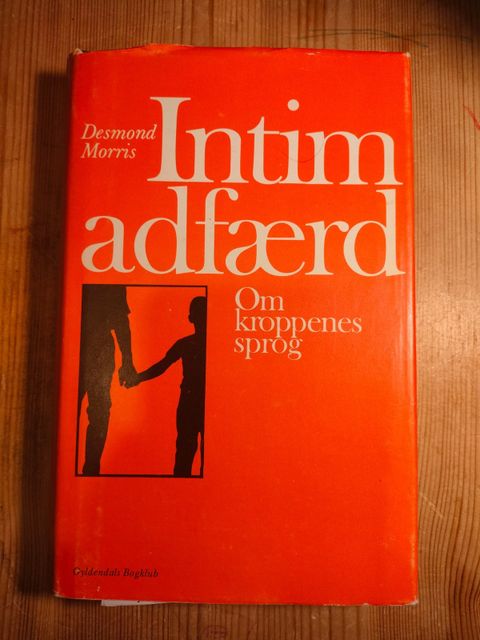 Desmond
Morris
Intim
adfærd
Om
kroppenes
sprog
Gyldendals Bogklub